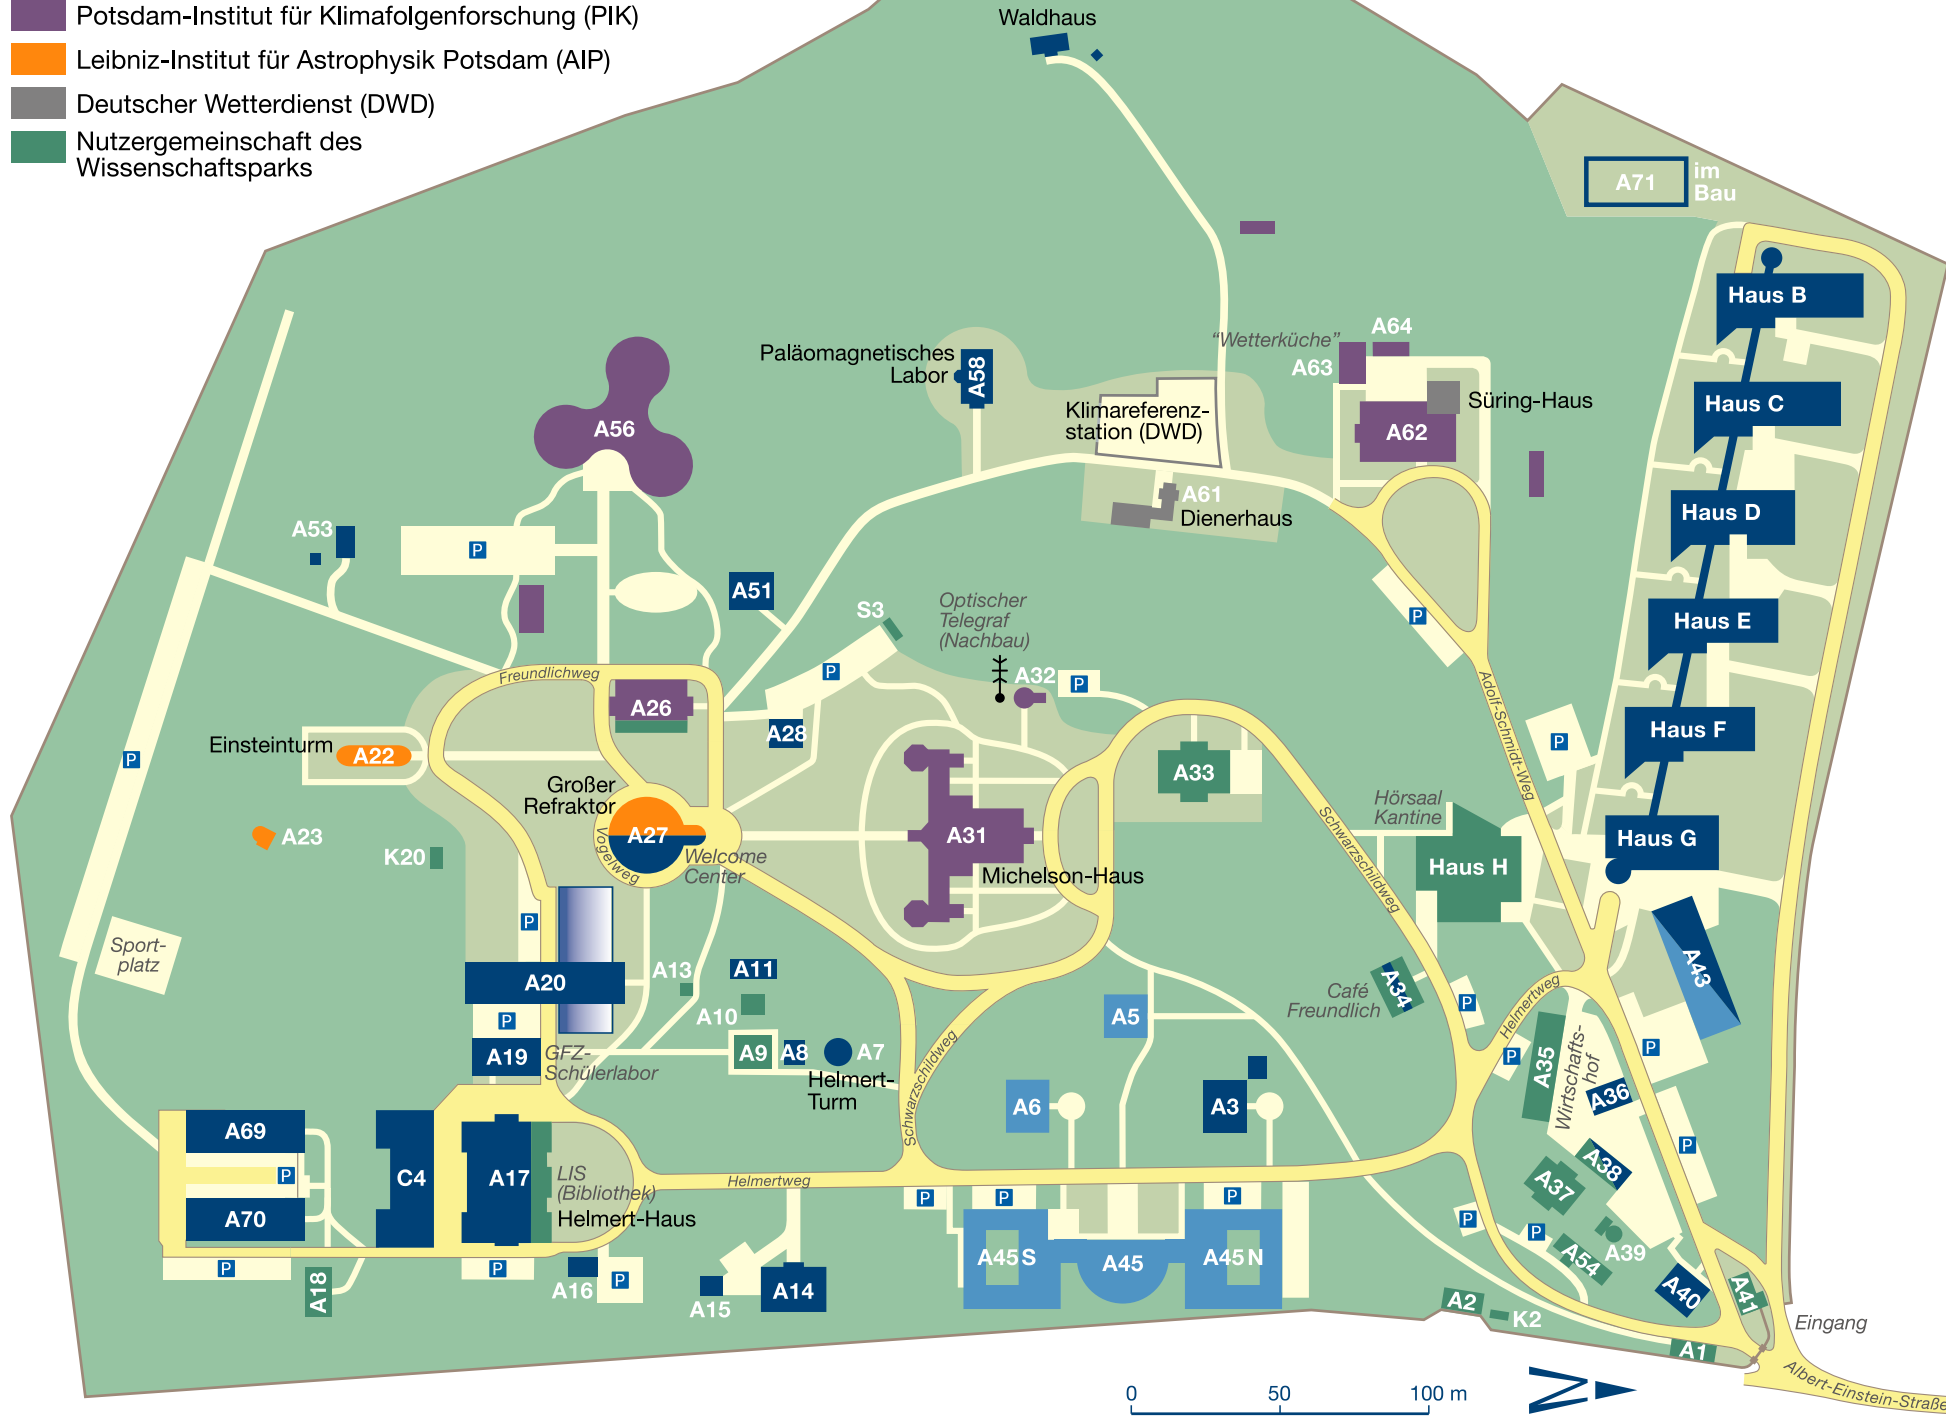 Potsdam-Institut für Klimafolgenforschung (PIK)
Leibniz-Institut für Astrophysik Potsdam (AIP)
Deutscher Wetterdienst (DWD)
Nutzergemeinschaft des
Wissenschaftsparks
Waldhaus
A71
im
Bau
Haus B
Haus C
Haus D
Haus E
Haus F
Haus G
"Wetterküche"
A64
A63
Süring-Haus
A62
Paläomagnetisches
Labor
A58
Klimareferenz-
station (DWD)
A61
Dienerhaus
A56
A53
P
A51
S3
Optischer
Telegraf
(Nachbau)
P
A32
P
P
Adolf-Schmidt-Weg
P
Freundlichweg
A26
A28
Einsteinturm
A22
P
Großer
Refraktor
A27
Vogelweg
Welcome
Center
A31
Michelson-Haus
A33
Schwarzschildweg
Hörsaal
Kantine
Haus H
A23
K20
P
Sport-
platz
A20
A13
A11
A10
P
A19
GFZ-
Schülerlabor
A9
A8
A7
Helmert-
Turm
Schwarzschildweg
A5
A6
A3
Café
Freundlich
A34
P
Helmertweg
P
A43
P
A35
Wirtschafts-
hof
A36
A38
P
A37
A39
A54
P
P
A40
A41
A69
P
A70
C4
A17
LIS
(Bibliothek)
Helmert-Haus
Helmertweg
P
P
P
A45 S
A45
A45 N
P
A18
P
A16
P
A15
A14
A2
K2
A1
Eingang
Albert-Einstein-Straße
0
50
100 m
N